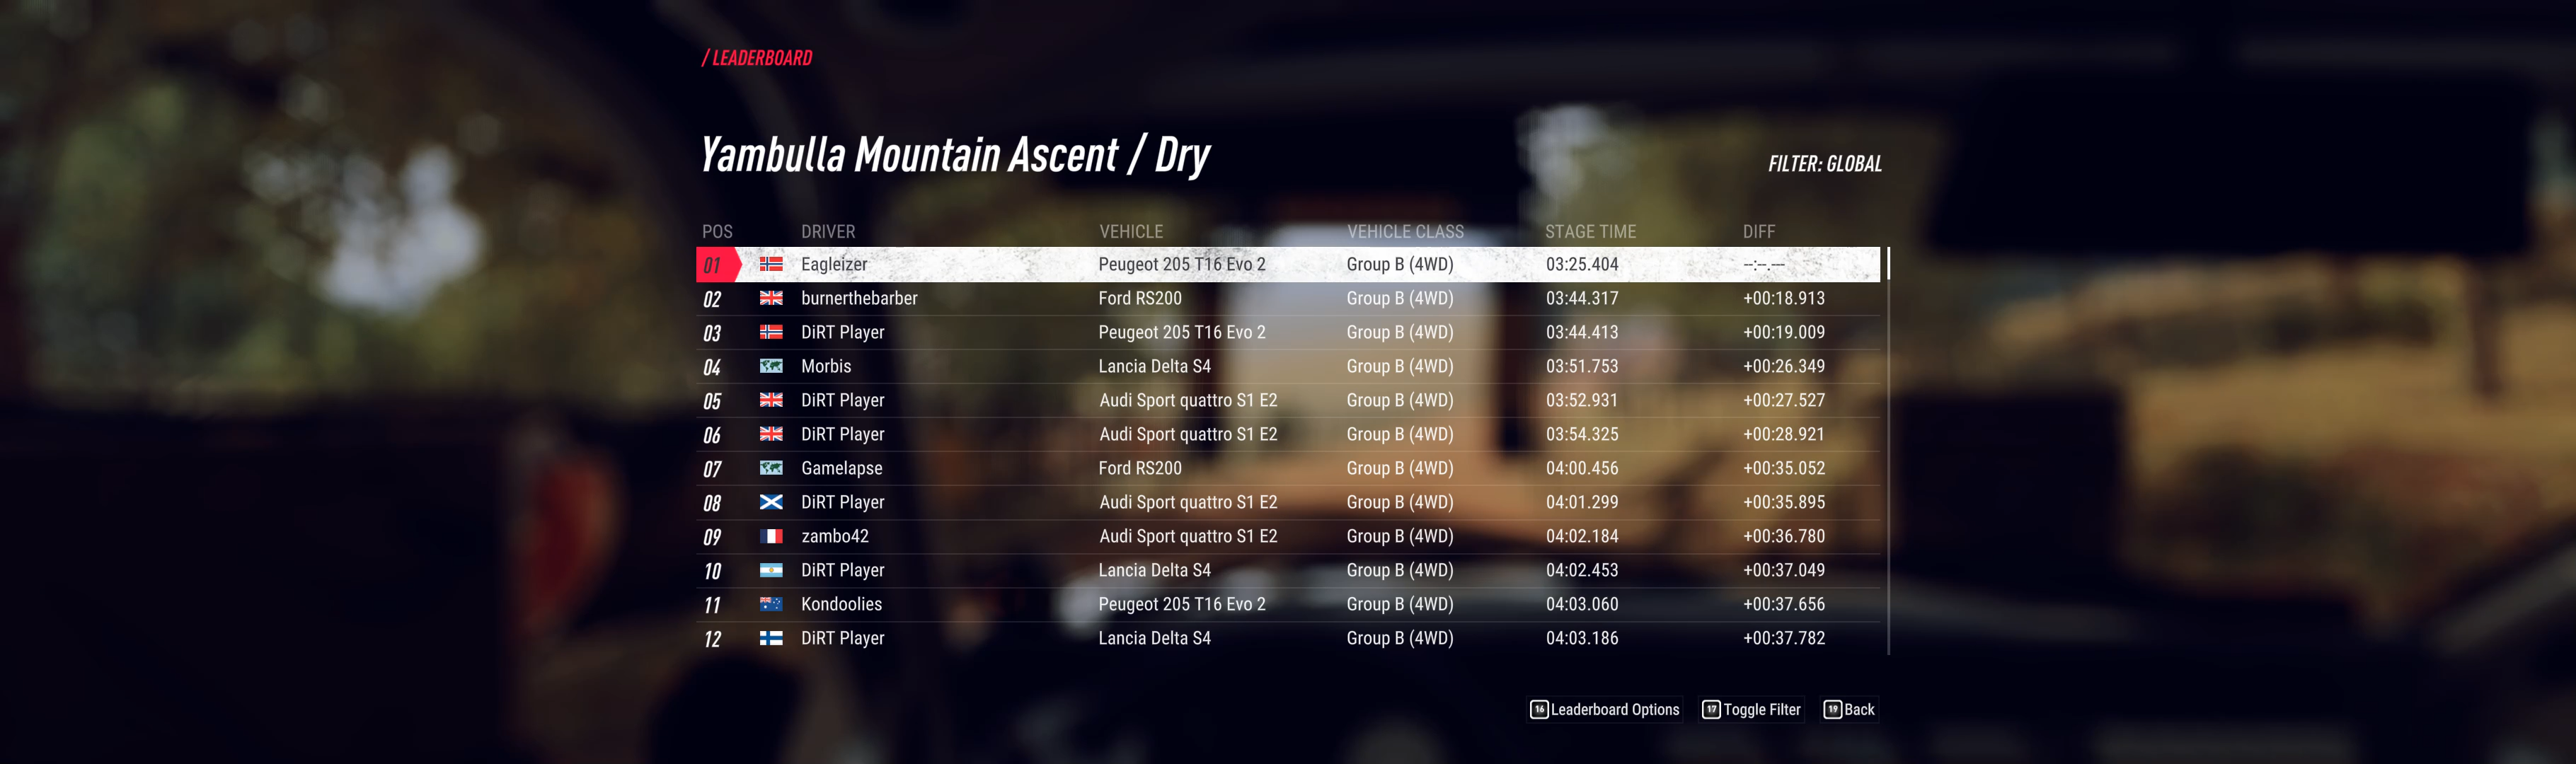 / LEADERBOARD
Yambulla Mountain Ascent / Dry
FILTER: GLOBAL
POS DRIVER VEHICLE VEHICLE CLASS STAGE TIME DIFF
01 Eagleizer Peugeot 205 T16 Evo 2 Group B (4WD) 03:25.404 --:--.---
02 burnerthebarber Ford RS200 Group B (4WD) 03:44.317 +00:18.913
03 DiRT Player Peugeot 205 T16 Evo 2 Group B (4WD) 03:44.413 +00:19.009
04 Morbis Lancia Delta S4 Group B (4WD) 03:51.753 +00:26.349
05 DiRT Player Audi Sport quattro S1 E2 Group B (4WD) 03:52.931 +00:27.527
06 DiRT Player Audi Sport quattro S1 E2 Group B (4WD) 03:54.325 +00:28.921
07 Gamelapse Ford RS200 Group B (4WD) 04:00.456 +00:35.052
08 DiRT Player Audi Sport quattro S1 E2 Group B (4WD) 04:01.299 +00:35.895
09 zambo42 Audi Sport quattro S1 E2 Group B (4WD) 04:02.184 +00:36.780
10 DiRT Player Lancia Delta S4 Group B (4WD) 04:02.453 +00:37.049
11 Kondoolies Peugeot 205 T16 Evo 2 Group B (4WD) 04:03.060 +00:37.656
12 DiRT Player Lancia Delta S4 Group B (4WD) 04:03.186 +00:37.782
16 Leaderboard Options 17 Toggle Filter 19 Back